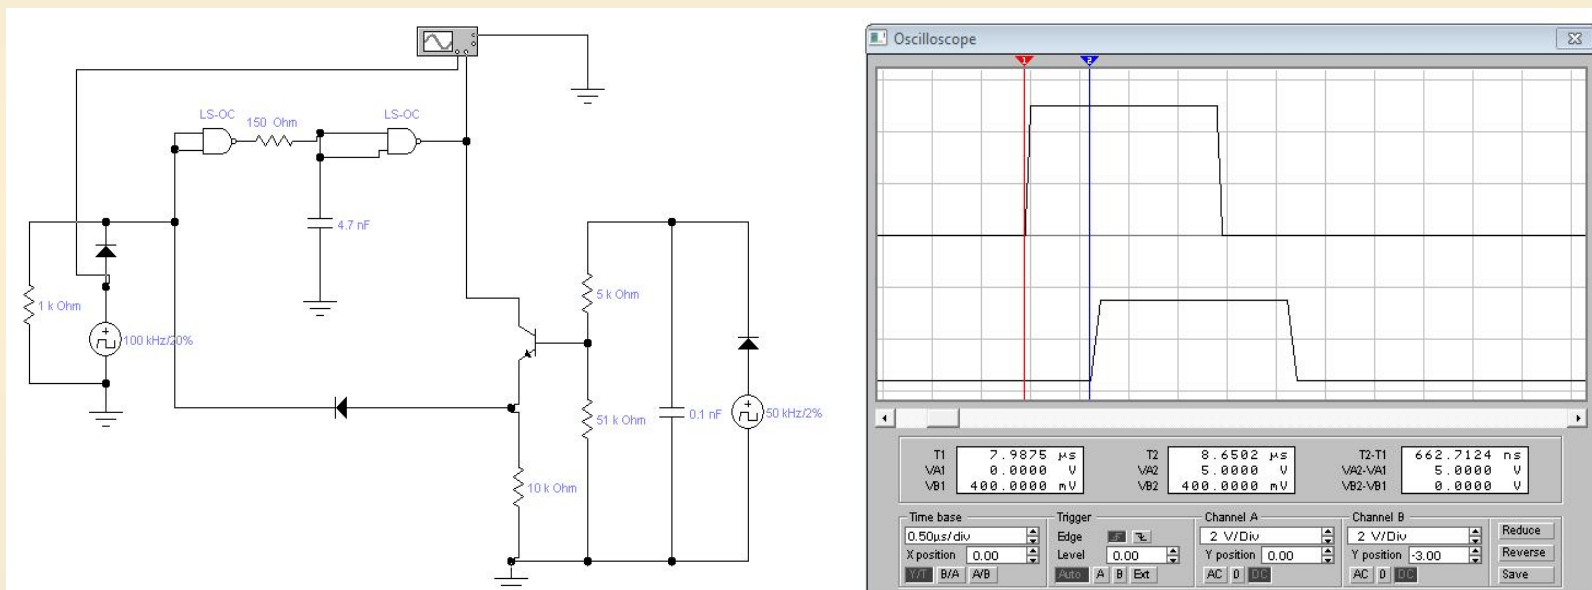 LS-OC
LS-OC
150 Ohm
4.7 nF
1 k Ohm
100 kHz/20%
5 k Ohm
51 k Ohm
0.1 nF
50 kHz/2%
10 k Ohm
Oscilloscope
1
2
T1 7.9875 µs
VA1 0.0000 V
VB1 400.0000 mV
T2 8.6502 µs
VA2 5.0000 V
VB2 400.0000 mV
T2-T1 662.7124 ns
VA2-VA1 5.0000 V
VB2-VB1 0.0000 V
Time base
0.50µs/div
X position 0.00
Y/T B/A A/B
Trigger
Edge
Level 0.00
Auto A B Ext
Channel A
2 V/Div
Y position 0.00
AC 0 DC
Channel B
2 V/Div
Y position -3.00
AC 0 DC
Reduce
Reverse
Save